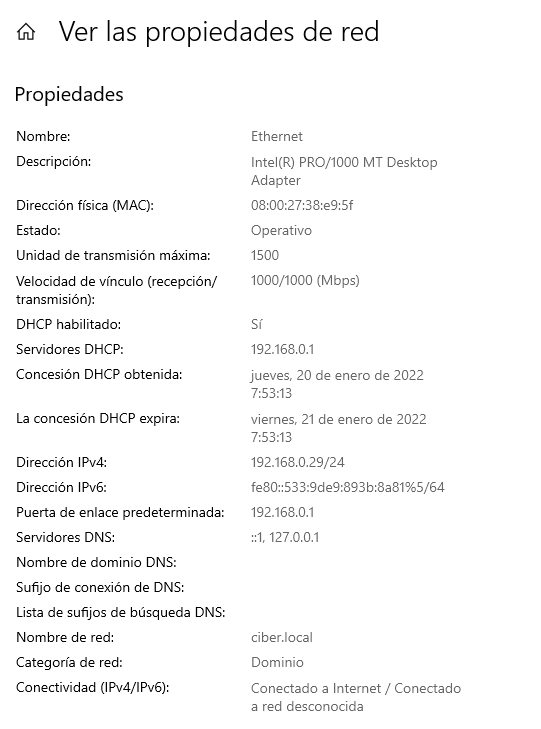 Ver las propiedades de red
Propiedades
Nombre: Ethernet
Descripción: Intel(R) PRO/1000 MT Desktop
Adapter
Dirección física (MAC): 08:00:27:38:e9:5f
Estado: Operativo
Unidad de transmisión máxima: 1500
Velocidad de vínculo (recepción/ 1000/1000 (Mbps)
transmisión):
DHCP habilitado: Sí
Servidores DHCP: 192.168.0.1
Concesión DHCP obtenida: jueves, 20 de enero de 2022
7:53:13
La concesión DHCP expira: viernes, 21 de enero de 2022
7:53:13
Dirección IPv4: 192.168.0.29/24
Dirección IPv6: fe80::533:9de9:893b:8a81%5/64
Puerta de enlace predeterminada: 192.168.0.1
Servidores DNS: ::1, 127.0.0.1
Nombre de dominio DNS:
Sufijo de conexión de DNS:
Lista de sufijos de búsqueda DNS:
Nombre de red: ciber.local
Categoría de red: Dominio
Conectividad (IPv4/IPv6): Conectado a Internet / Conectado
a red desconocida